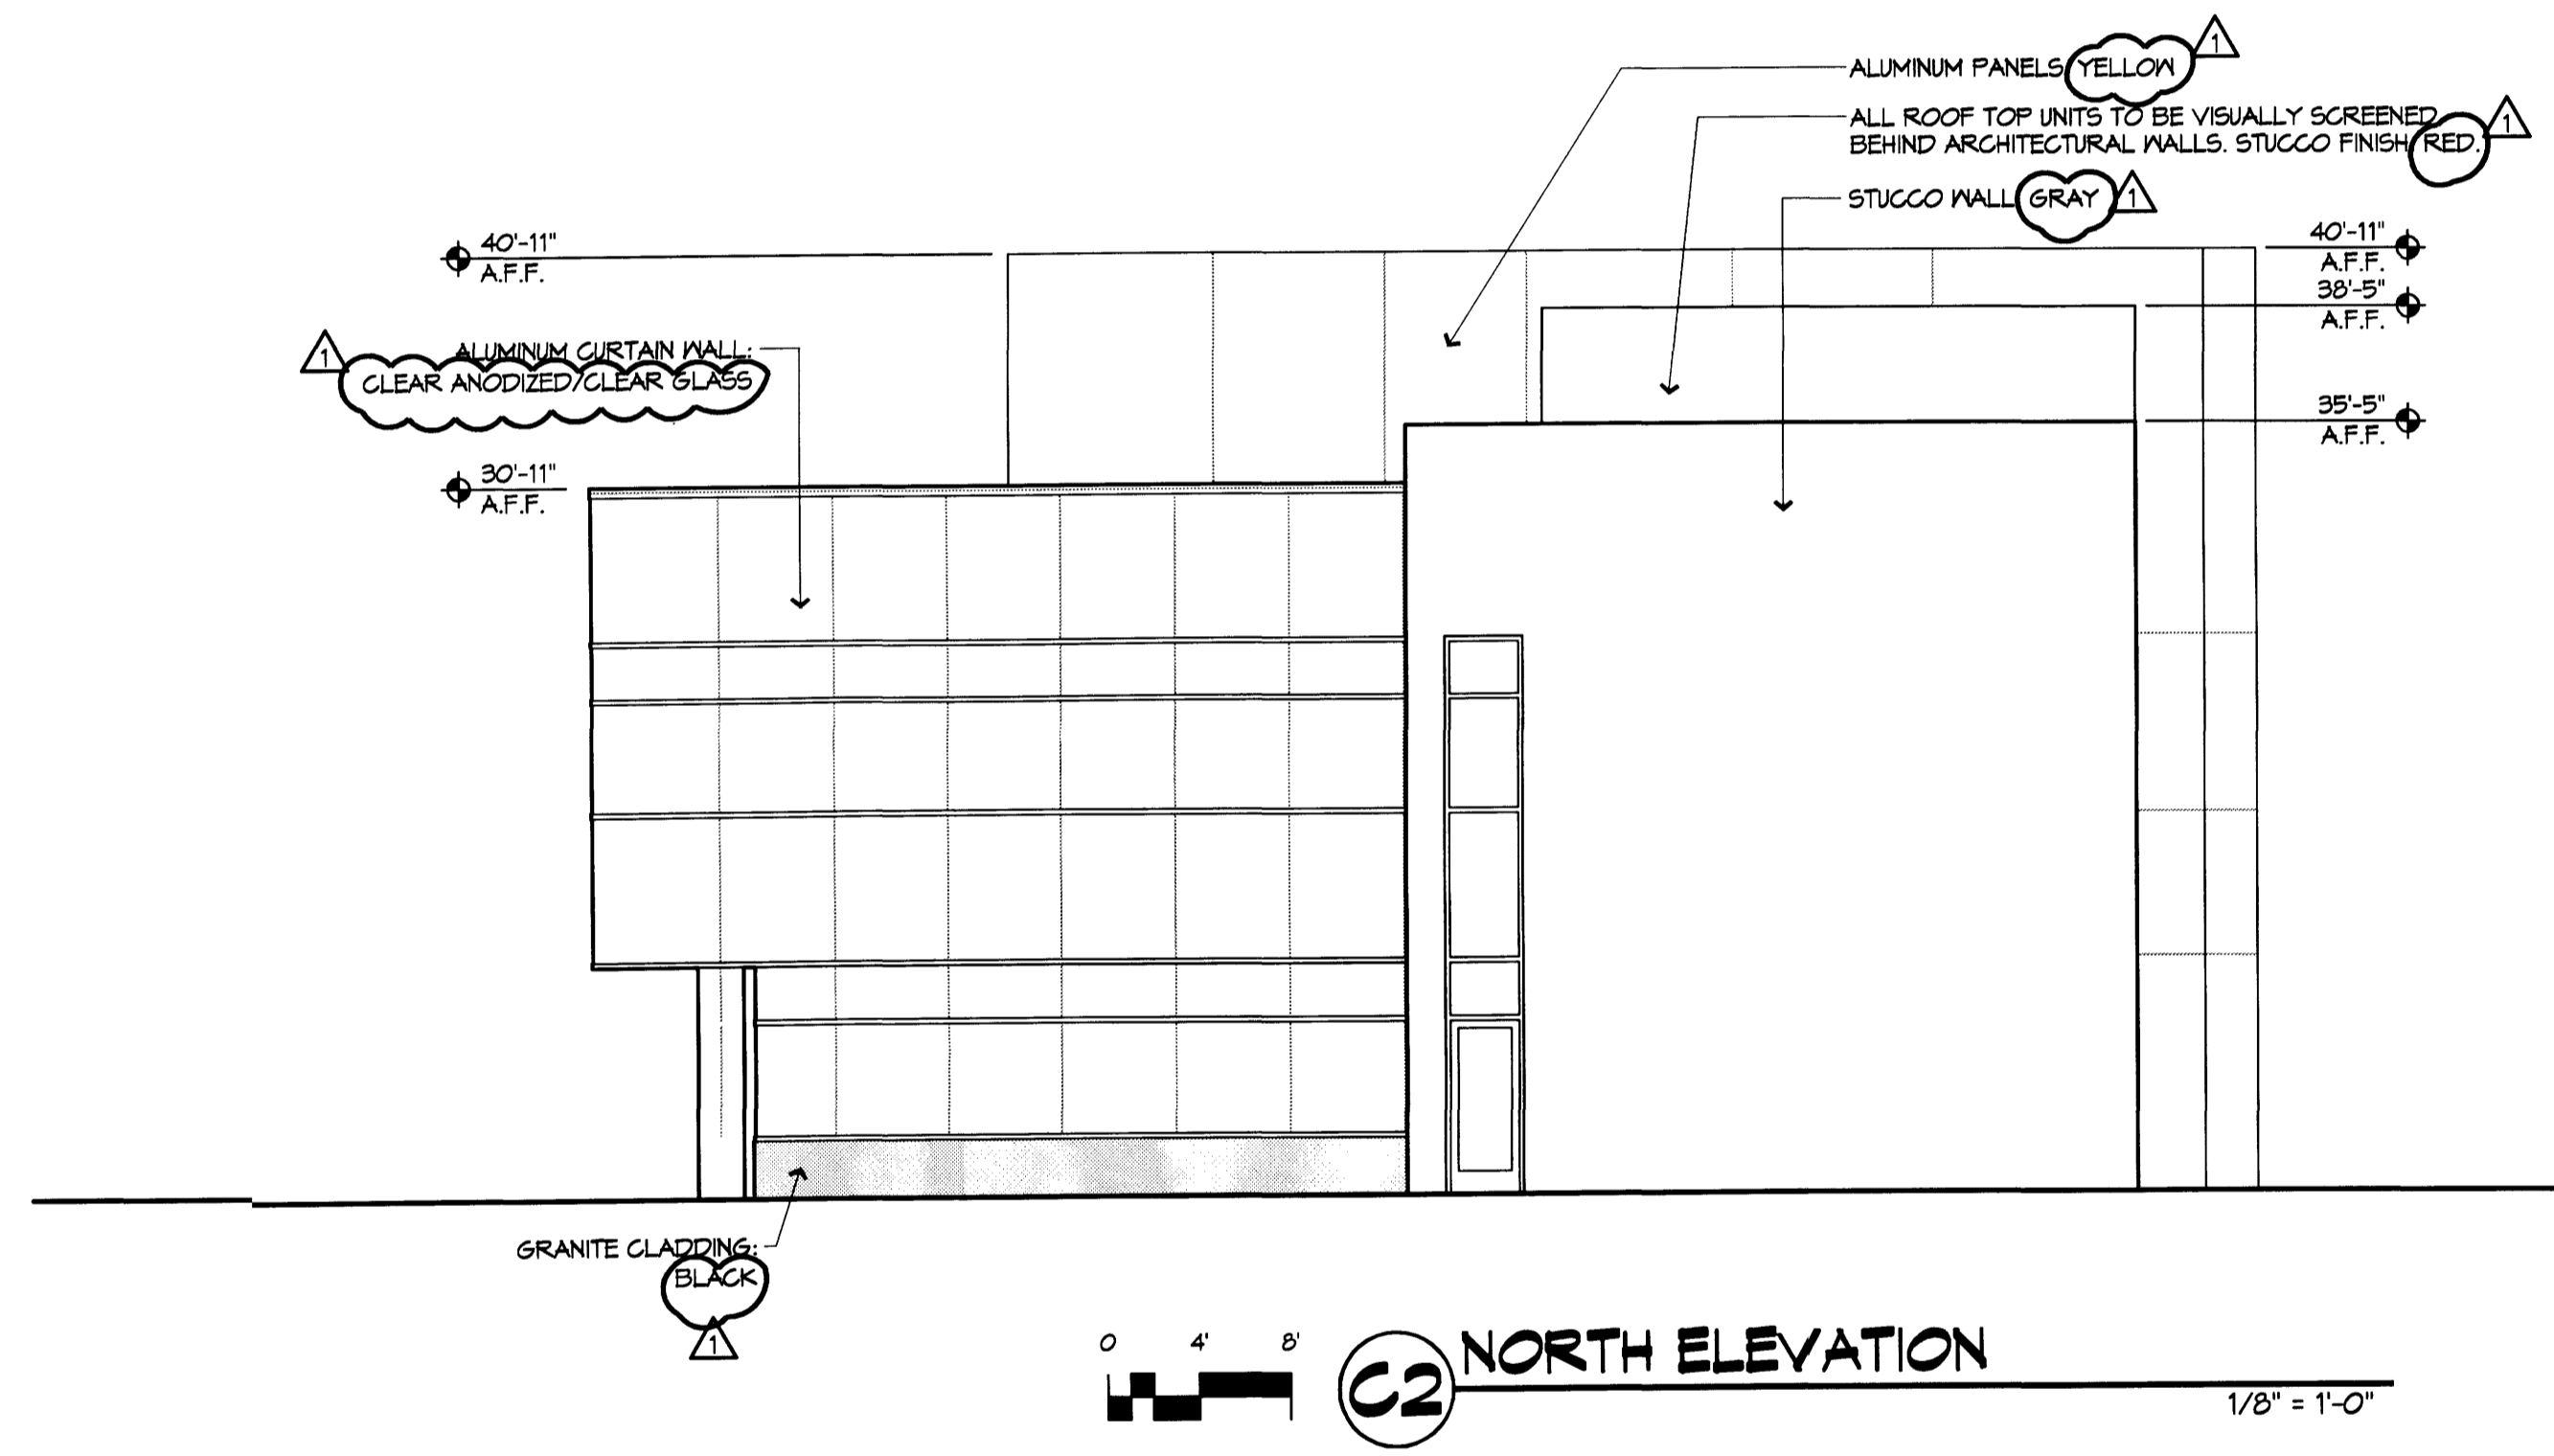 ALUMINUM PANELS YELLOW
1
ALL ROOF TOP UNITS TO BE VISUALLY SCREENED
BEHIND ARCHITECTURAL WALLS. STUCCO FINISH RED.
1
STUCCO WALL GRAY
1
40'-11"
A.F.F.
40'-11"
A.F.F.
38'-5"
A.F.F.
1
ALUMINUM CURTAIN WALL:
CLEAR ANODIZED/CLEAR GLASS
35'-5"
A.F.F.
30'-11"
A.F.F.
GRANITE CLADDING:
BLACK
1
0 4' 8'
C2
NORTH ELEVATION
1/8" = 1'-0"